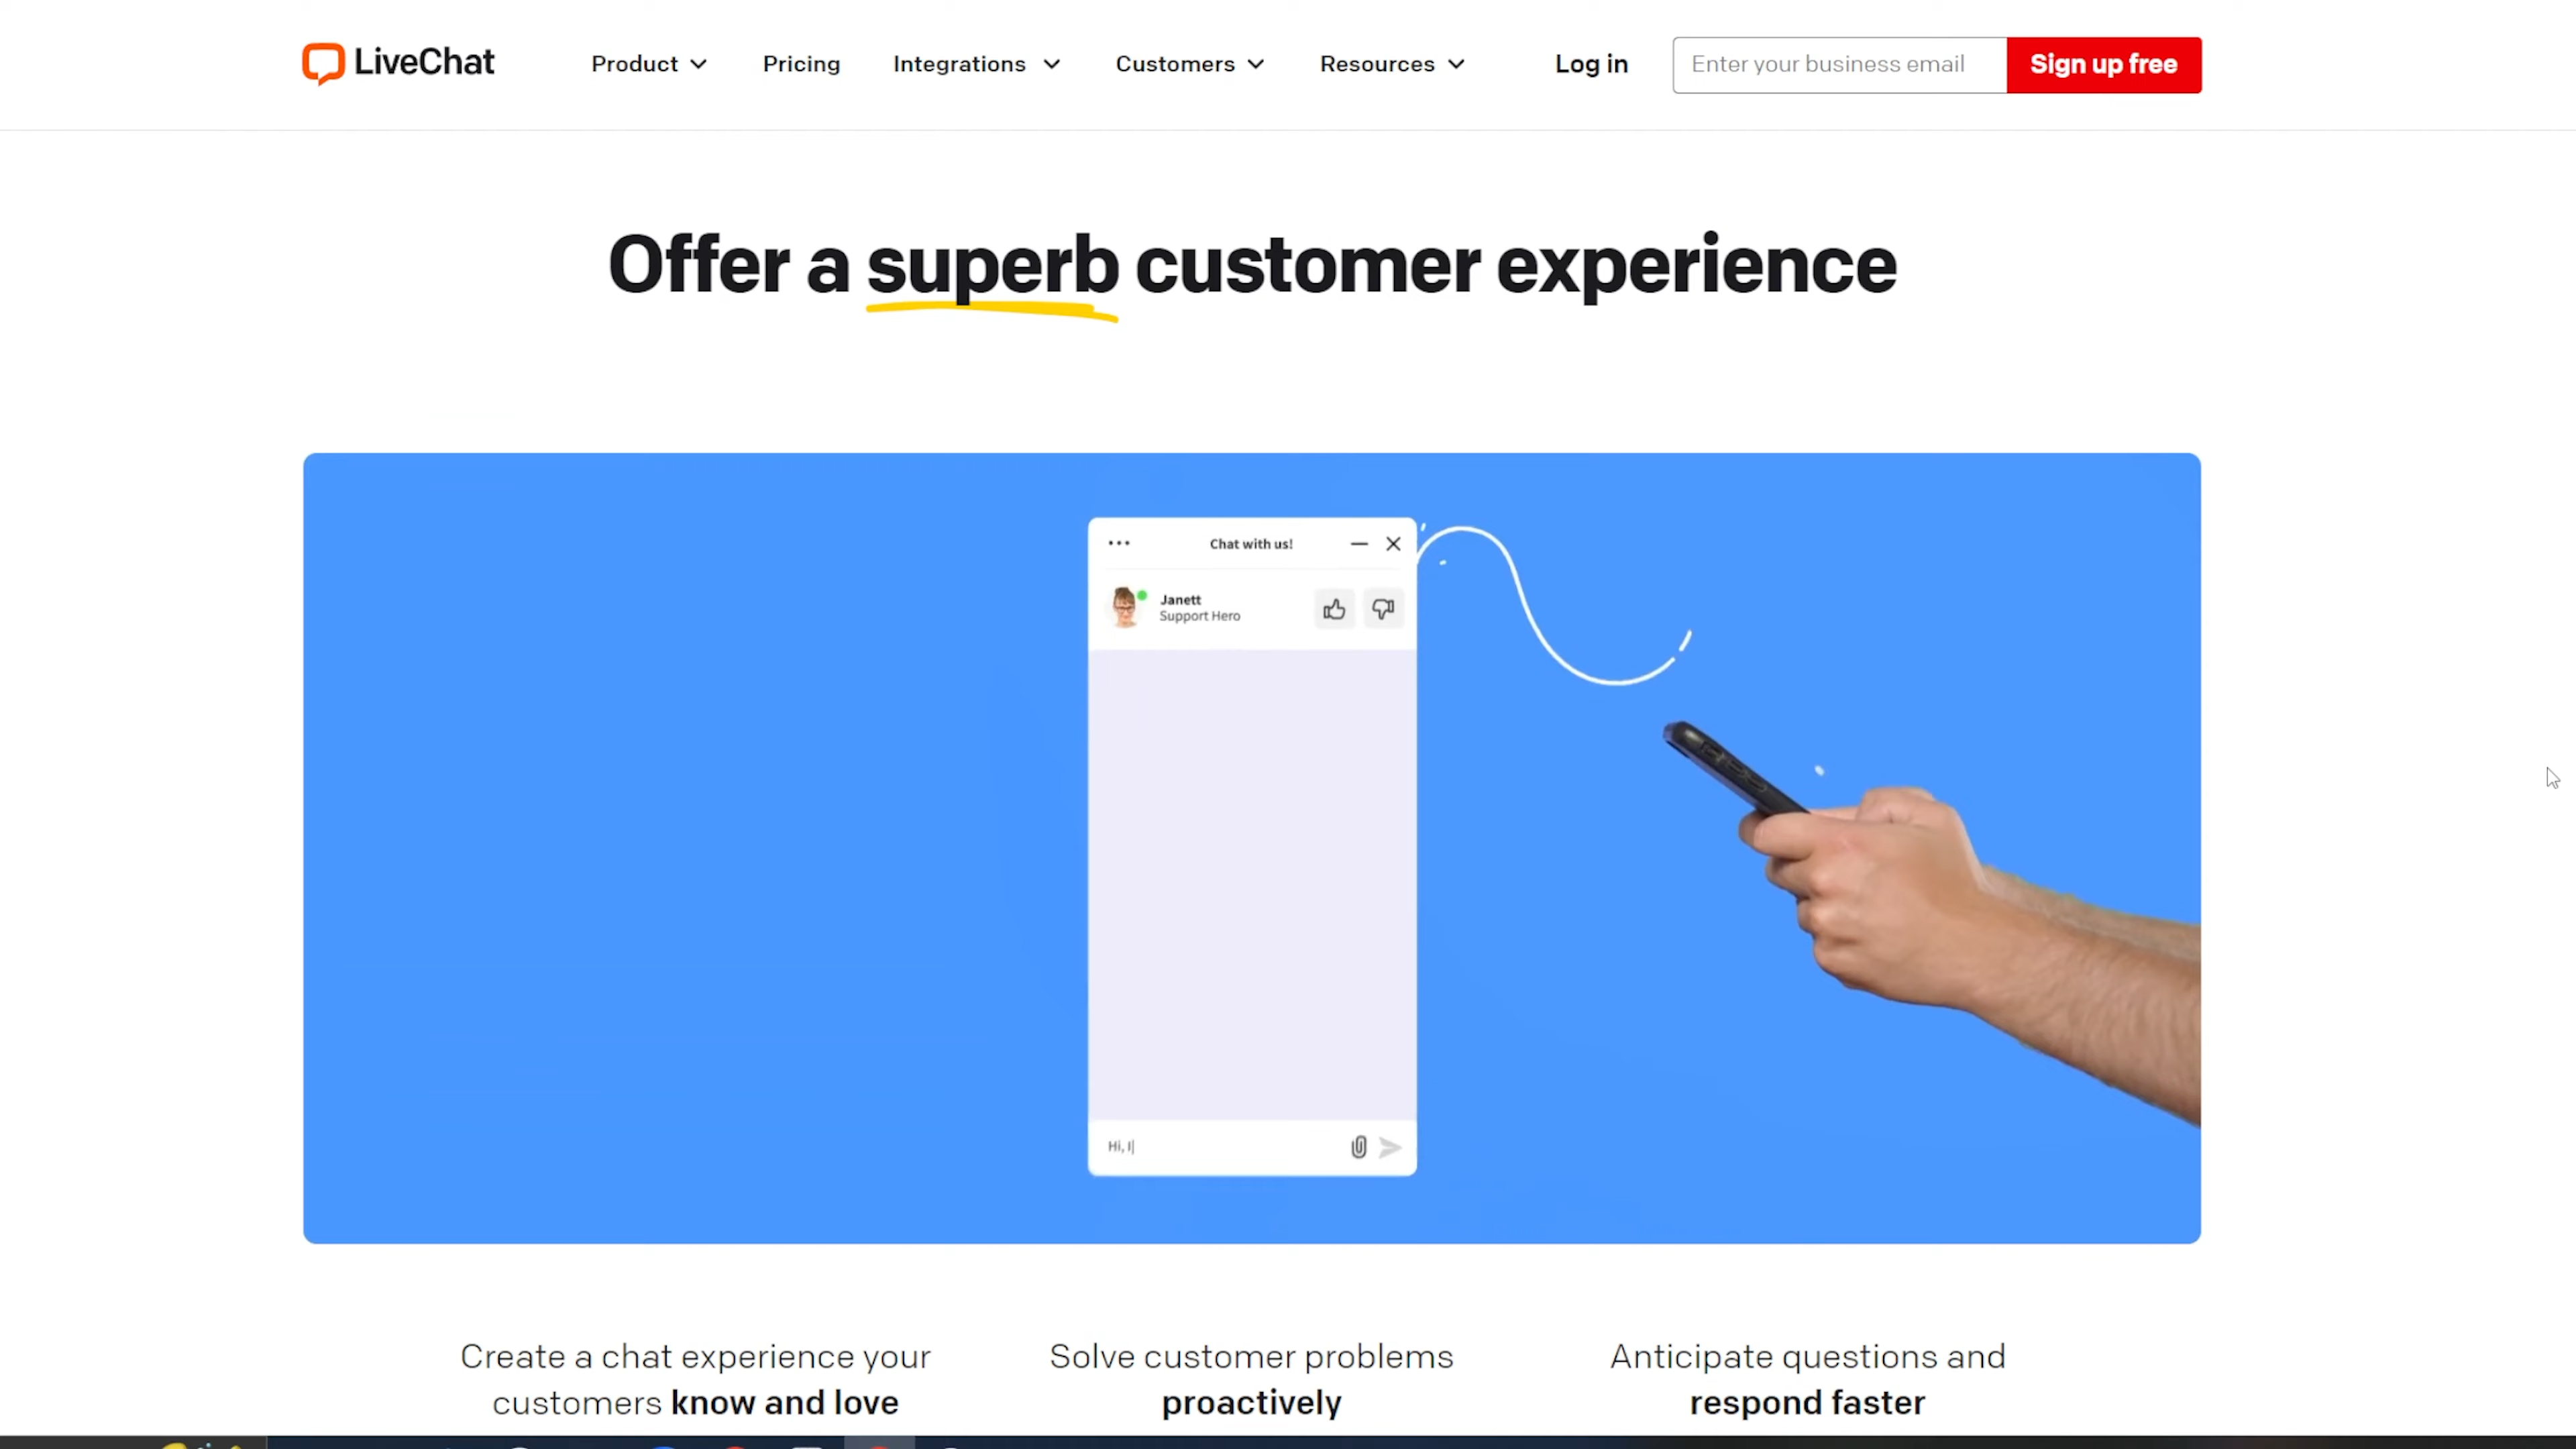 LiveChat
Product
Pricing
Integrations
Customers
Resources
Log in
Enter your business email
Sign up free
Offer a superb customer experience
Chat with us!
Janett
Support Hero
Hi, I
Create a chat experience your
customers know and love
Solve customer problems
proactively
Anticipate questions and
respond faster